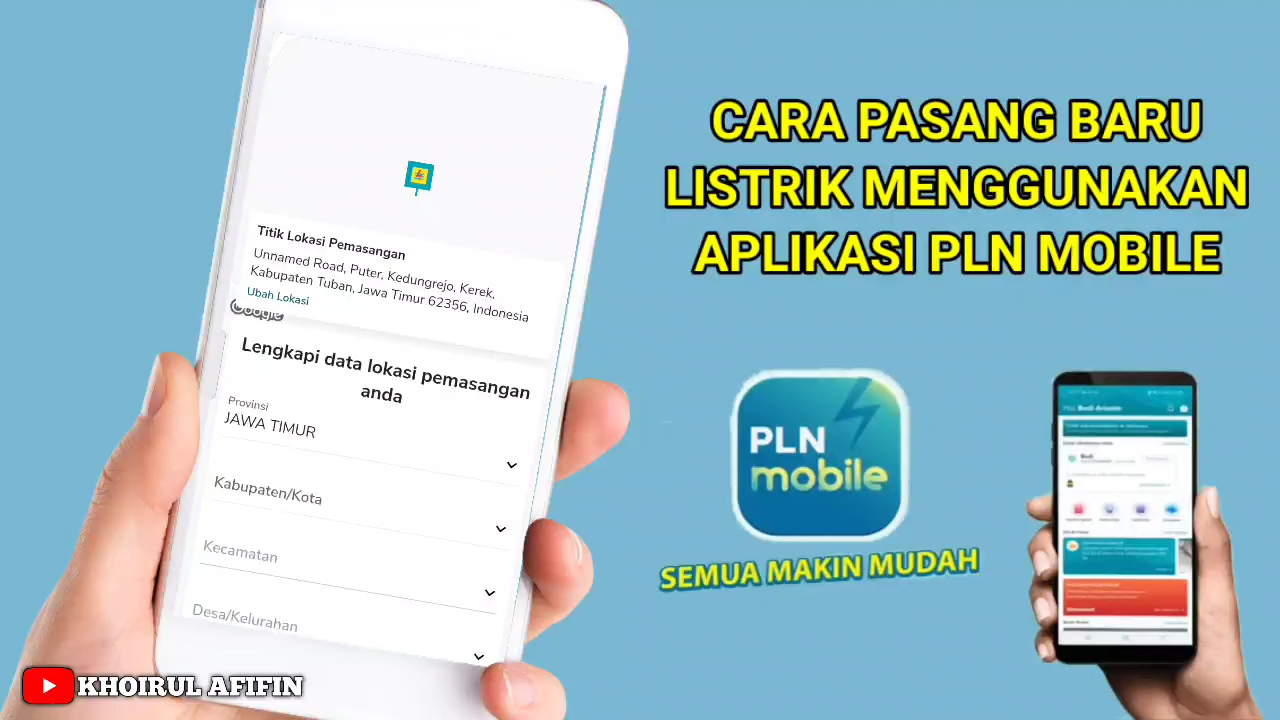 Titik Lokasi Pemasangan
Unnamed Road, Puter, Kedungrejo, Kerek,
Kabupaten Tuban, Jawa Timur 62356, Indonesia
Ubah Lokasi
Google
Lengkapi data lokasi pemasangan
anda
Provinsi
JAWA TIMUR
Kabupaten/Kota
Kecamatan
Desa/Kelurahan
KHOIRUL AFIFIN
CARA PASANG BARU
LISTRIK MENGGUNAKAN
APLIKASI PLN MOBILE
PLN
mobile
SEMUA MAKIN MUDAH